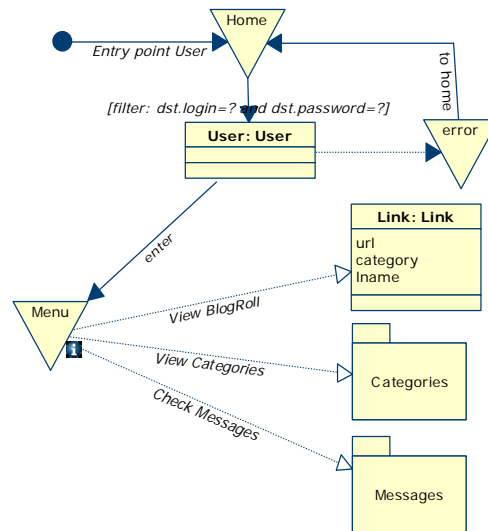 Home
Entry point User
to home
[filter: dst.login=? and dst.password=?]
error
User: User
Link: Link
url
category
lname
enter
Menu
View BlogRoll
i
View Categories
Categories
Check Messages
Messages